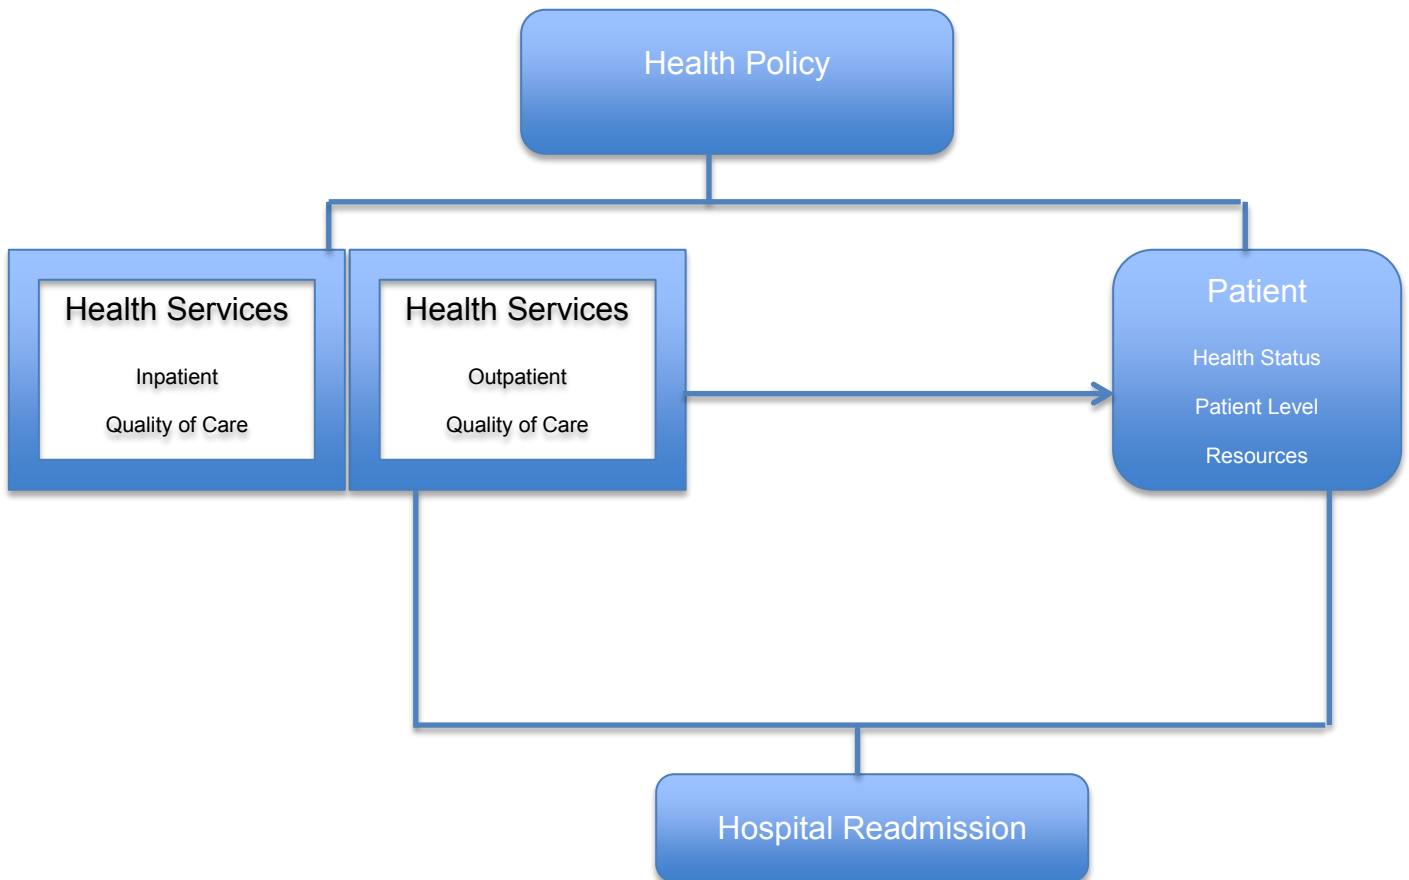 Health Policy
Health Services
Inpatient
Quality of Care
Health Services
Outpatient
Quality of Care
Patient
Health Status
Patient Level
Resources
Hospital Readmission